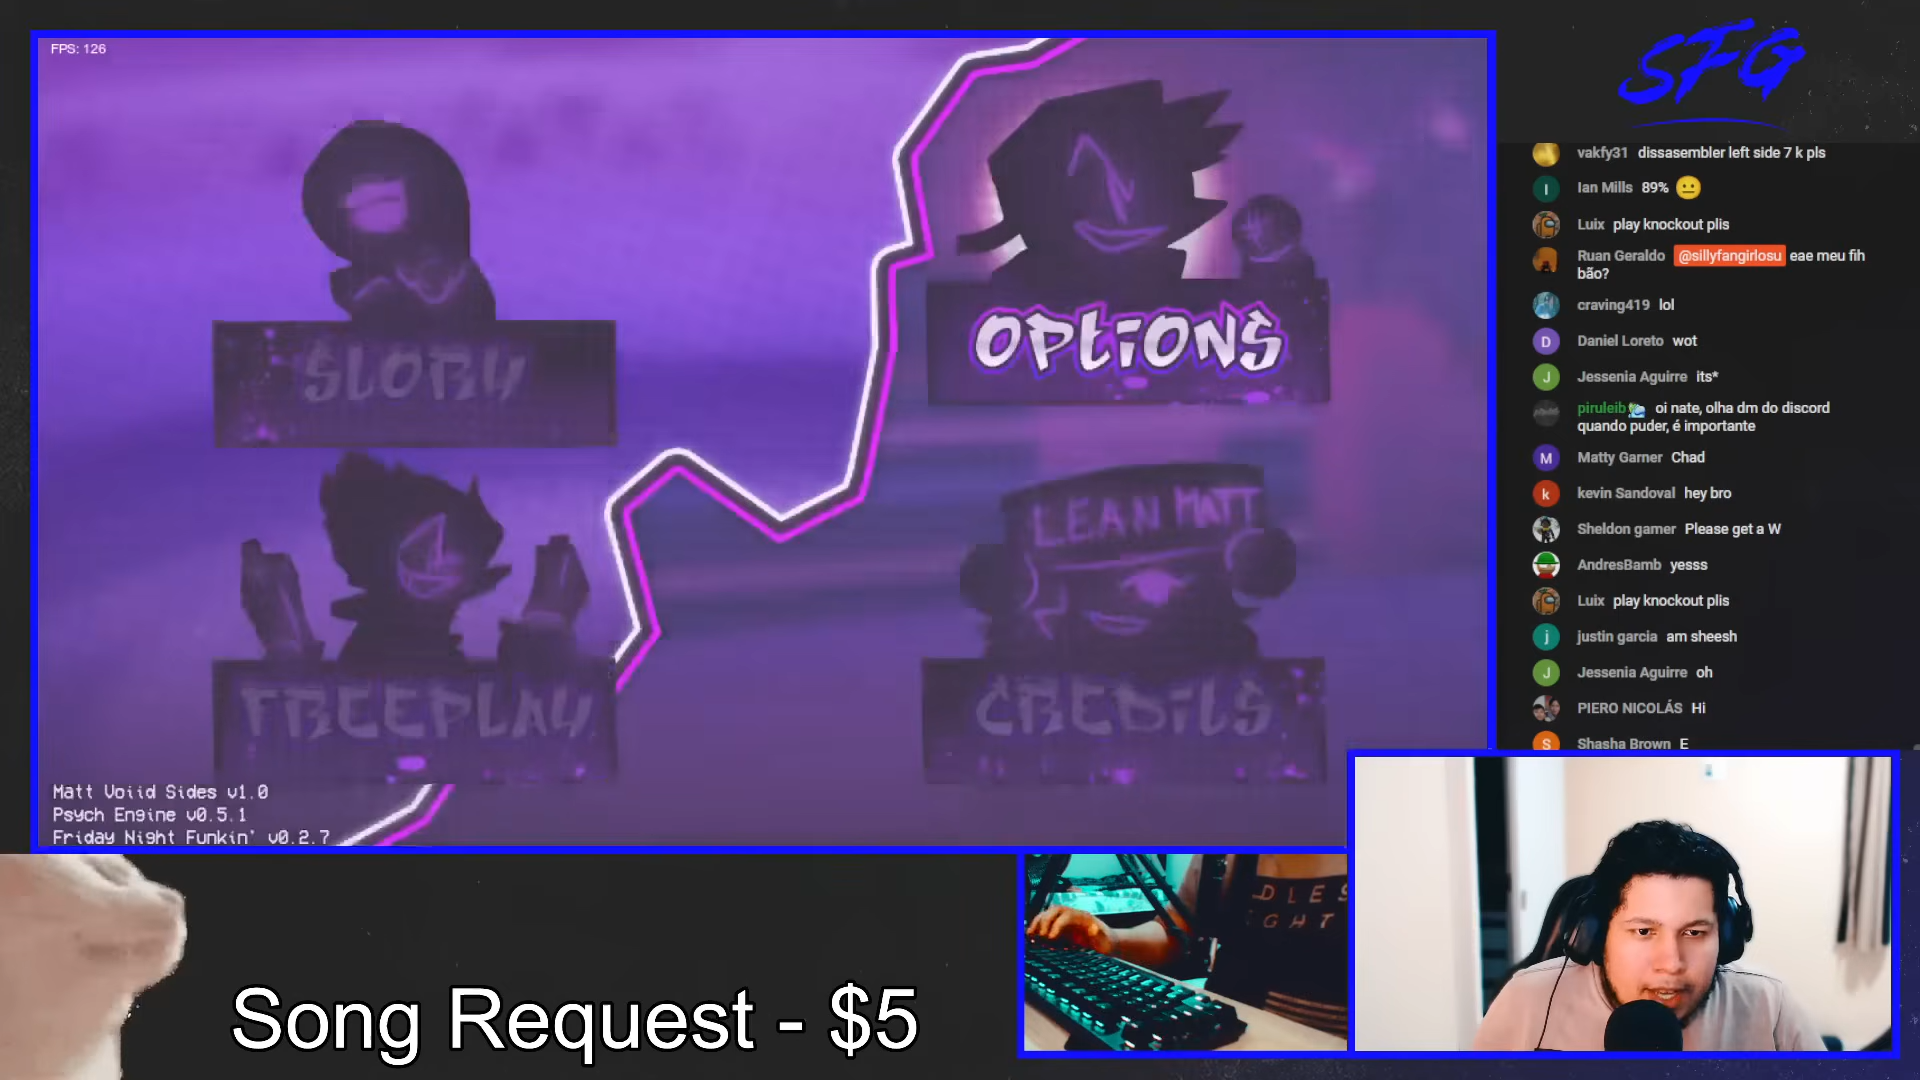 FPS: 126
SFG
STORY
OPTIONS
LEAN MATT
FREEPLAY
CREDITS
Matt Voiid Sides v1.0
Psych Engine v0.5.1
Friday Night Funkin' v0.2.7
vakfy31 dissasembler left side 7 k pls
Ian Mills 89% 😐
Luix play knockout plis
Ruan Geraldo @sillyfangirlosu eae meu fih
bão?
craving419 lol
Daniel Loreto wot
Jessenia Aguirre its*
piruleib oi nate, olha dm do discord
quando puder, é importante
Matty Garner Chad
kevin Sandoval hey bro
Sheldon gamer Please get a W
AndresBamb yesss
Luix play knockout plis
justin garcia am sheesh
Jessenia Aguirre oh
PIERO NICOLÁS Hi
Shasha Brown E
Song Request - $5
DLES
IGHT